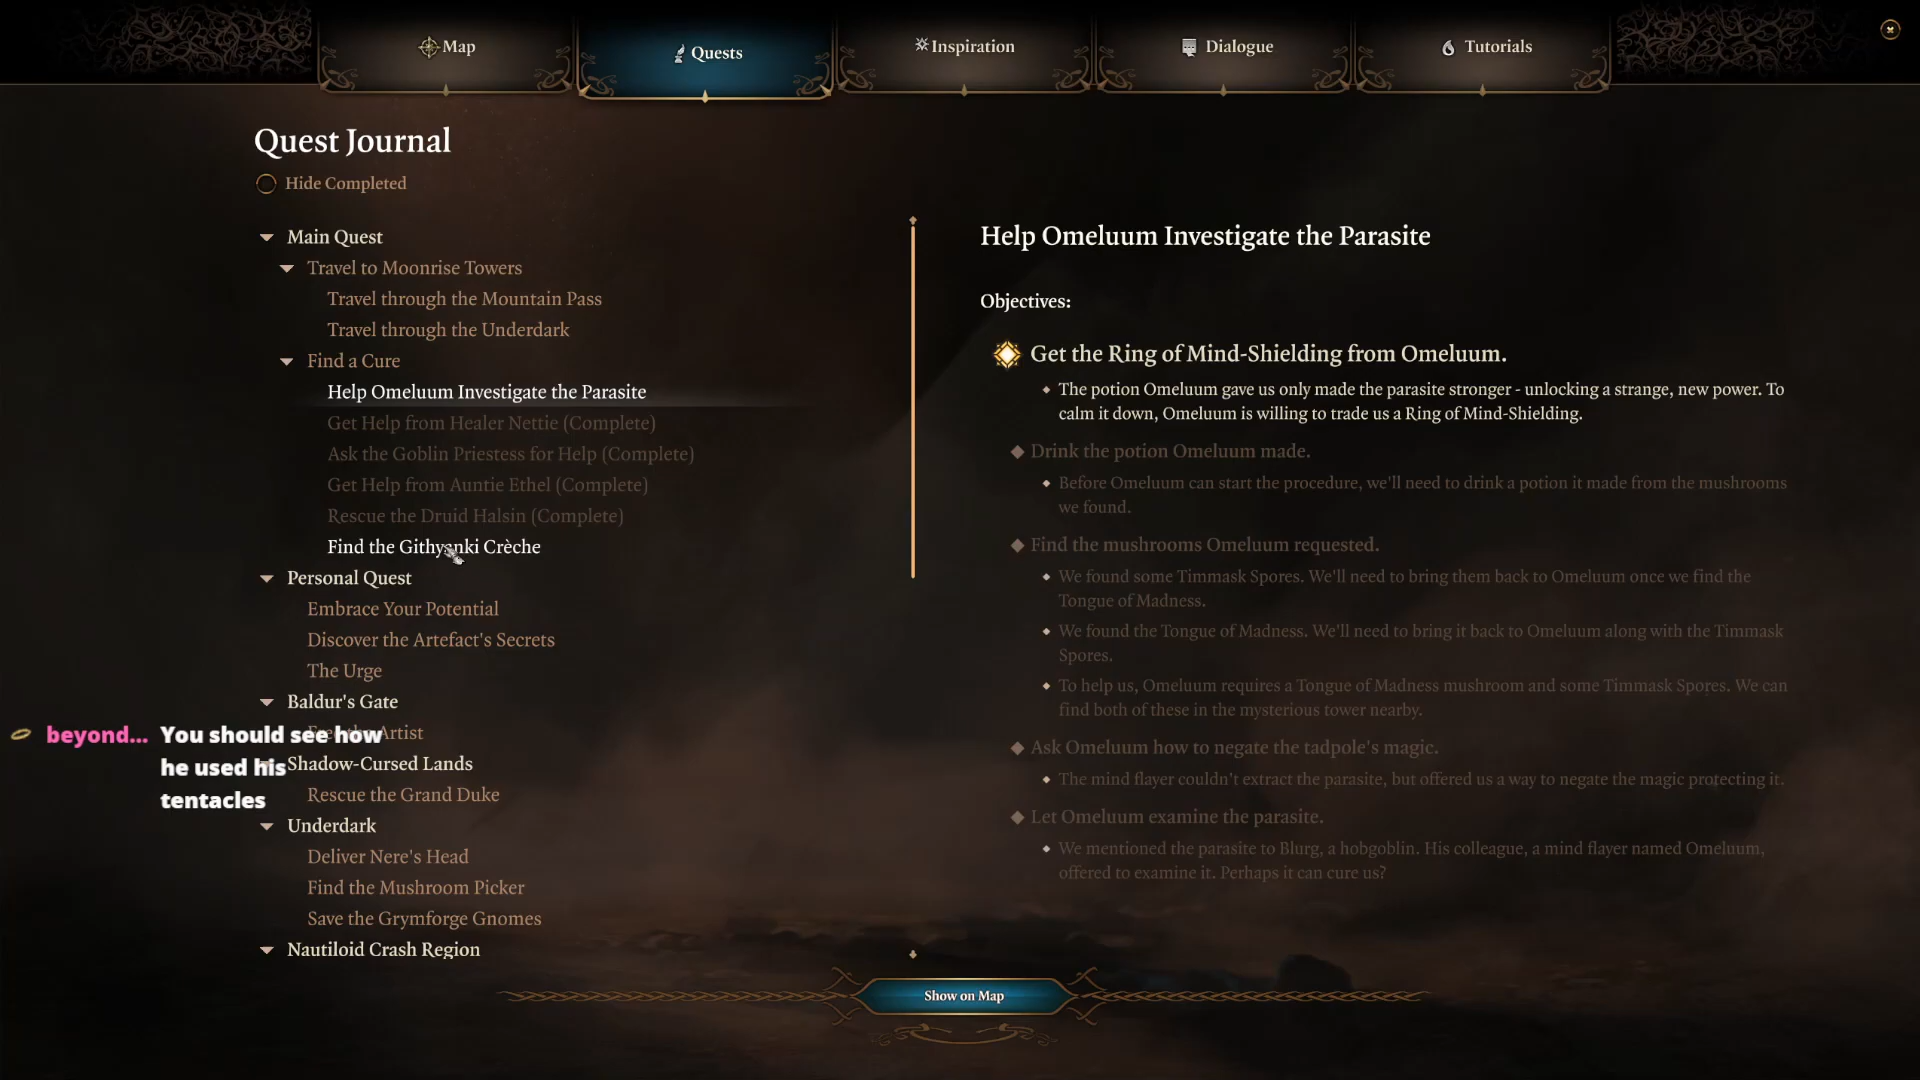 Map
Quests
Inspiration
Dialogue
Tutorials
Quest Journal
Hide Completed
Main Quest
Travel to Moonrise Towers
Travel through the Mountain Pass
Travel through the Underdark
Find a Cure
Help Omeluum Investigate the Parasite
Get Help from Healer Nettie (Complete)
Ask the Goblin Priestess for Help (Complete)
Get Help from Auntie Ethel (Complete)
Rescue the Druid Halsin (Complete)
Find the Githyanki Crèche
Personal Quest
Embrace Your Potential
Discover the Artefact's Secrets
The Urge
Baldur's Gate
Artist
Shadow-Cursed Lands
Rescue the Grand Duke
Underdark
Deliver Nere's Head
Find the Mushroom Picker
Save the Grymforge Gnomes
Nautiloid Crash Region
beyond... You should see how
he used his
tentacles
Help Omeluum Investigate the Parasite
Objectives:
Get the Ring of Mind-Shielding from Omeluum.
The potion Omeluum gave us only made the parasite stronger - unlocking a strange, new power. To
calm it down, Omeluum is willing to trade us a Ring of Mind-Shielding.
Drink the potion Omeluum made.
Before Omeluum can start the procedure, we'll need to drink a potion it made from the mushrooms
we found.
Find the mushrooms Omeluum requested.
We found some Timmask Spores. We'll need to bring them back to Omeluum once we find the
Tongue of Madness.
We found the Tongue of Madness. We'll need to bring it back to Omeluum along with the Timmask
Spores.
To help us, Omeluum requires a Tongue of Madness mushroom and some Timmask Spores. We can
find both of these in the mysterious tower nearby.
Ask Omeluum how to negate the tadpole's magic.
The mind flayer couldn't extract the parasite, but offered us a way to negate the magic protecting it.
Let Omeluum examine the parasite.
We mentioned the parasite to Blurg, a hobgoblin. His colleague, a mind flayer named Omeluum,
offered to examine it. Perhaps it can cure us?
Show on Map